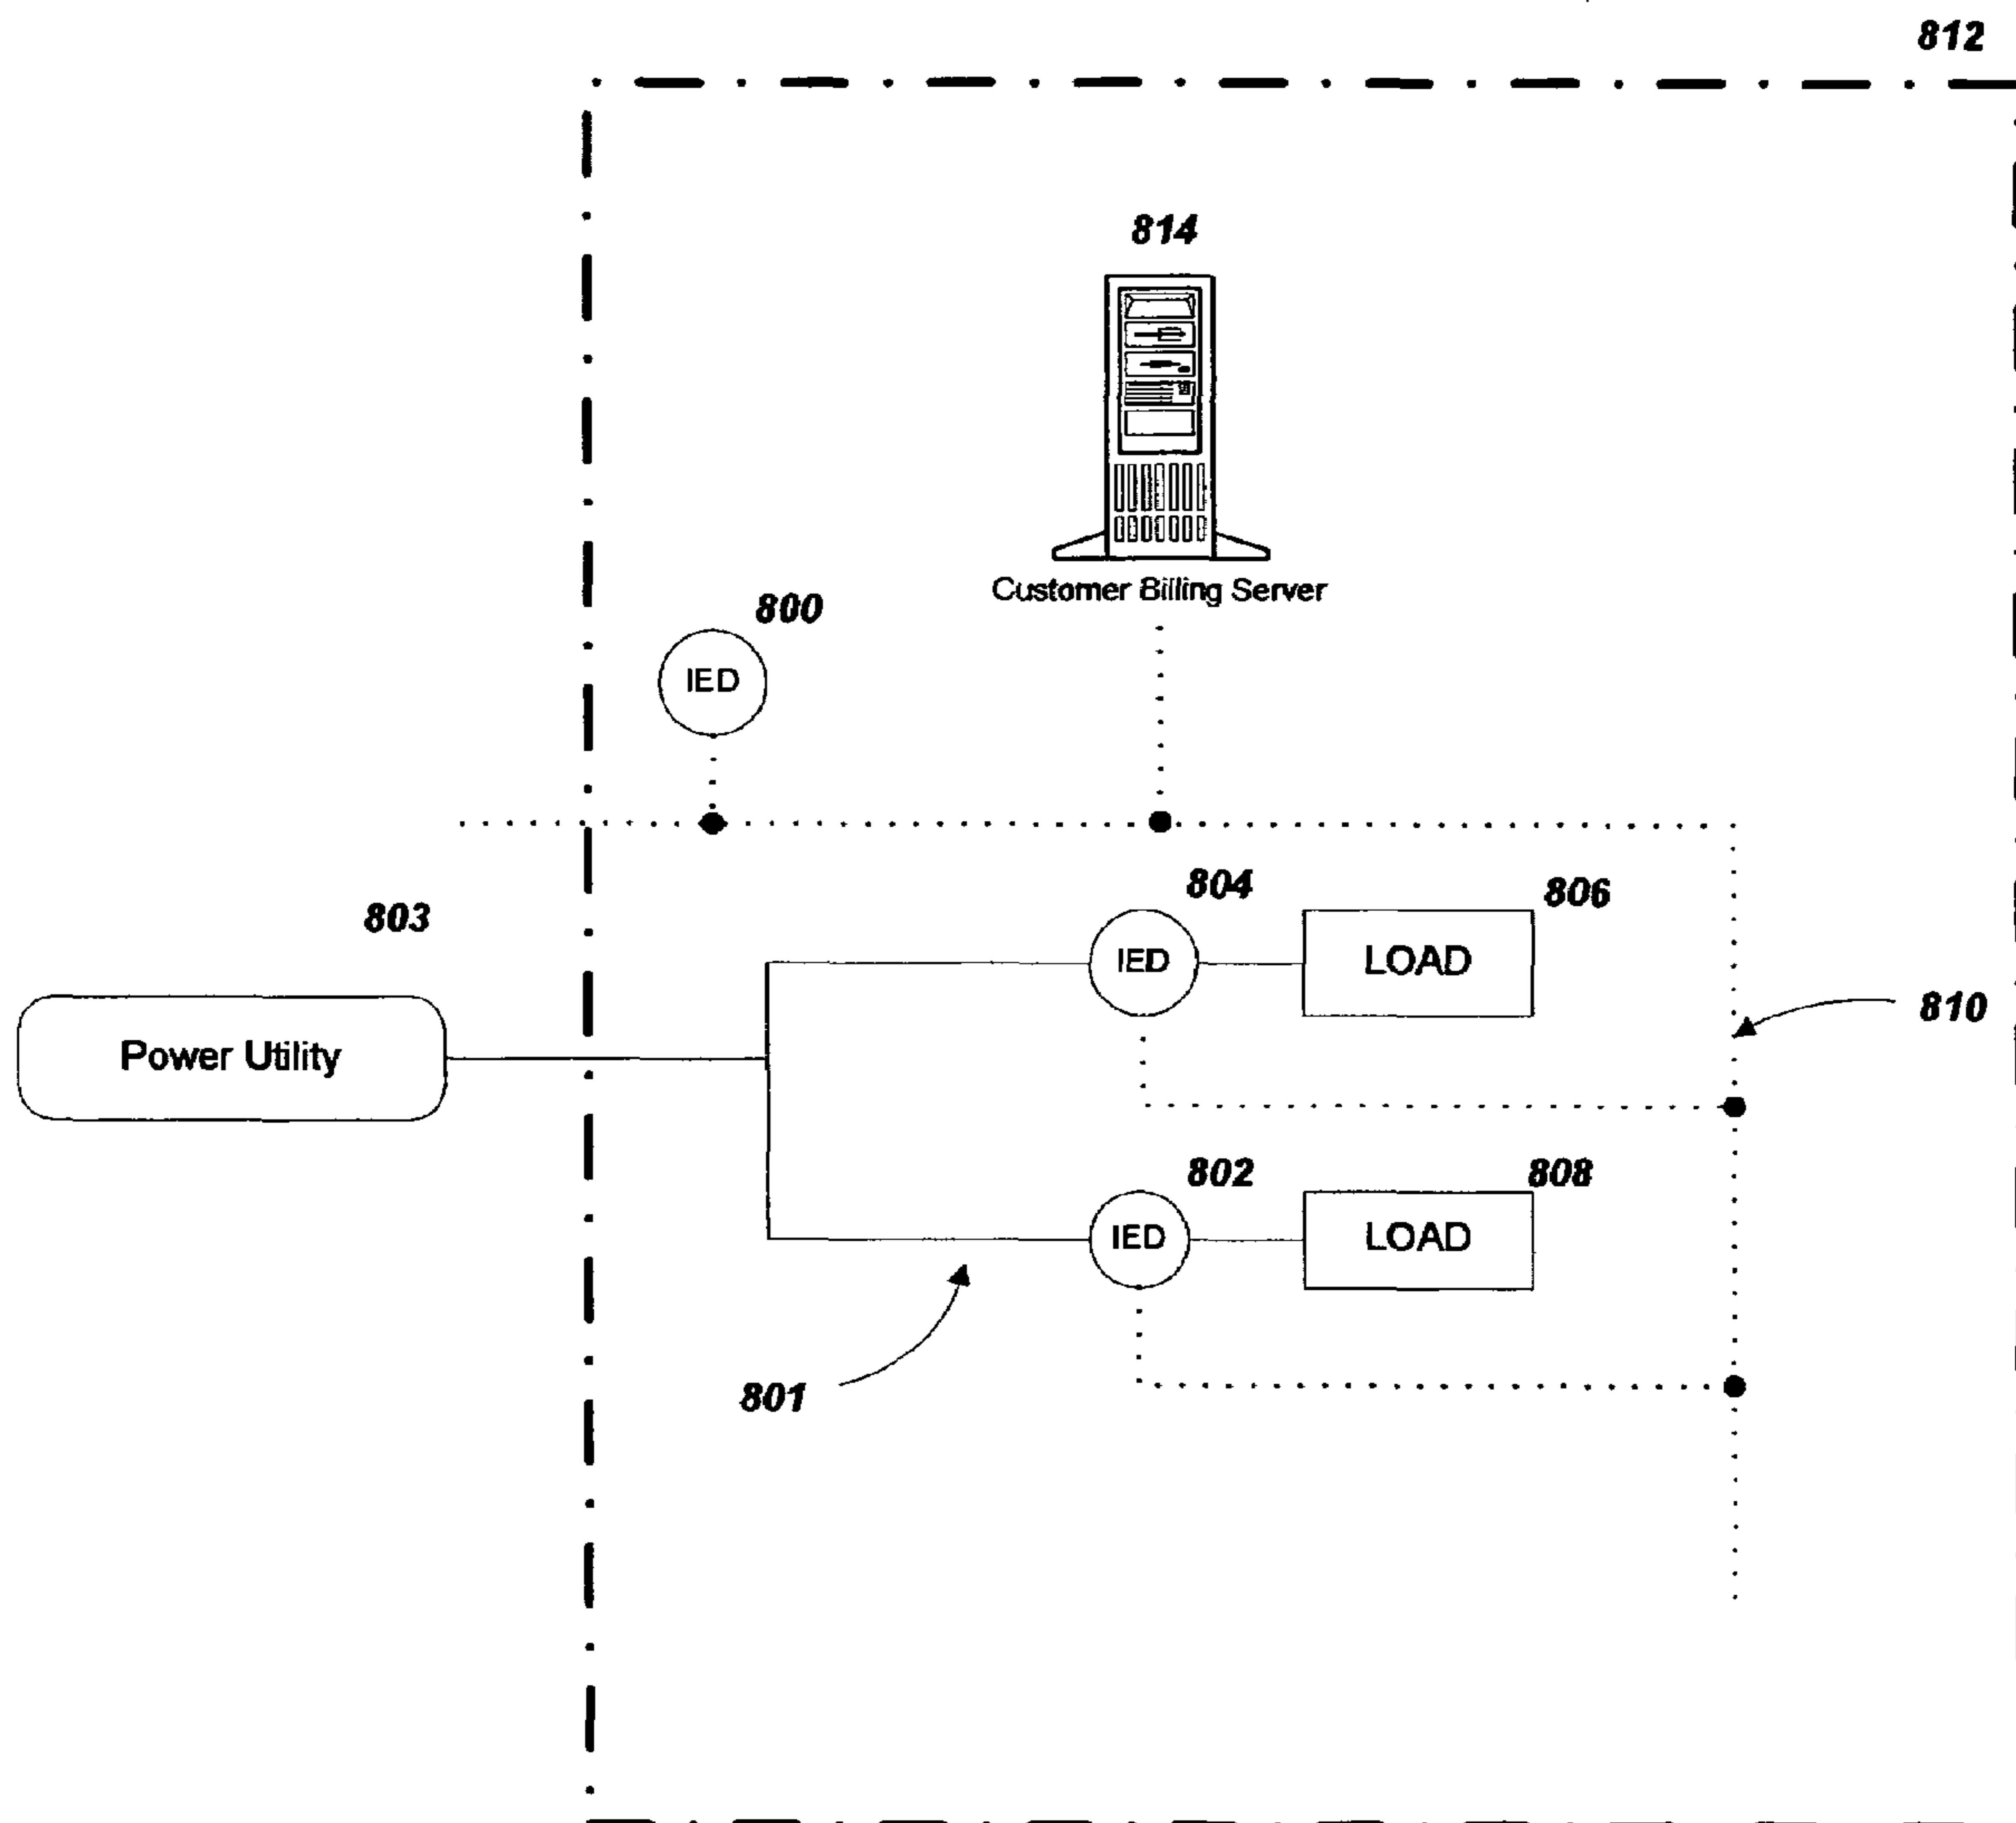 812
814
Customer Billing Server
800
IED
804
806
803
IED
LOAD
810
Power Utility
802
808
IED
LOAD
801